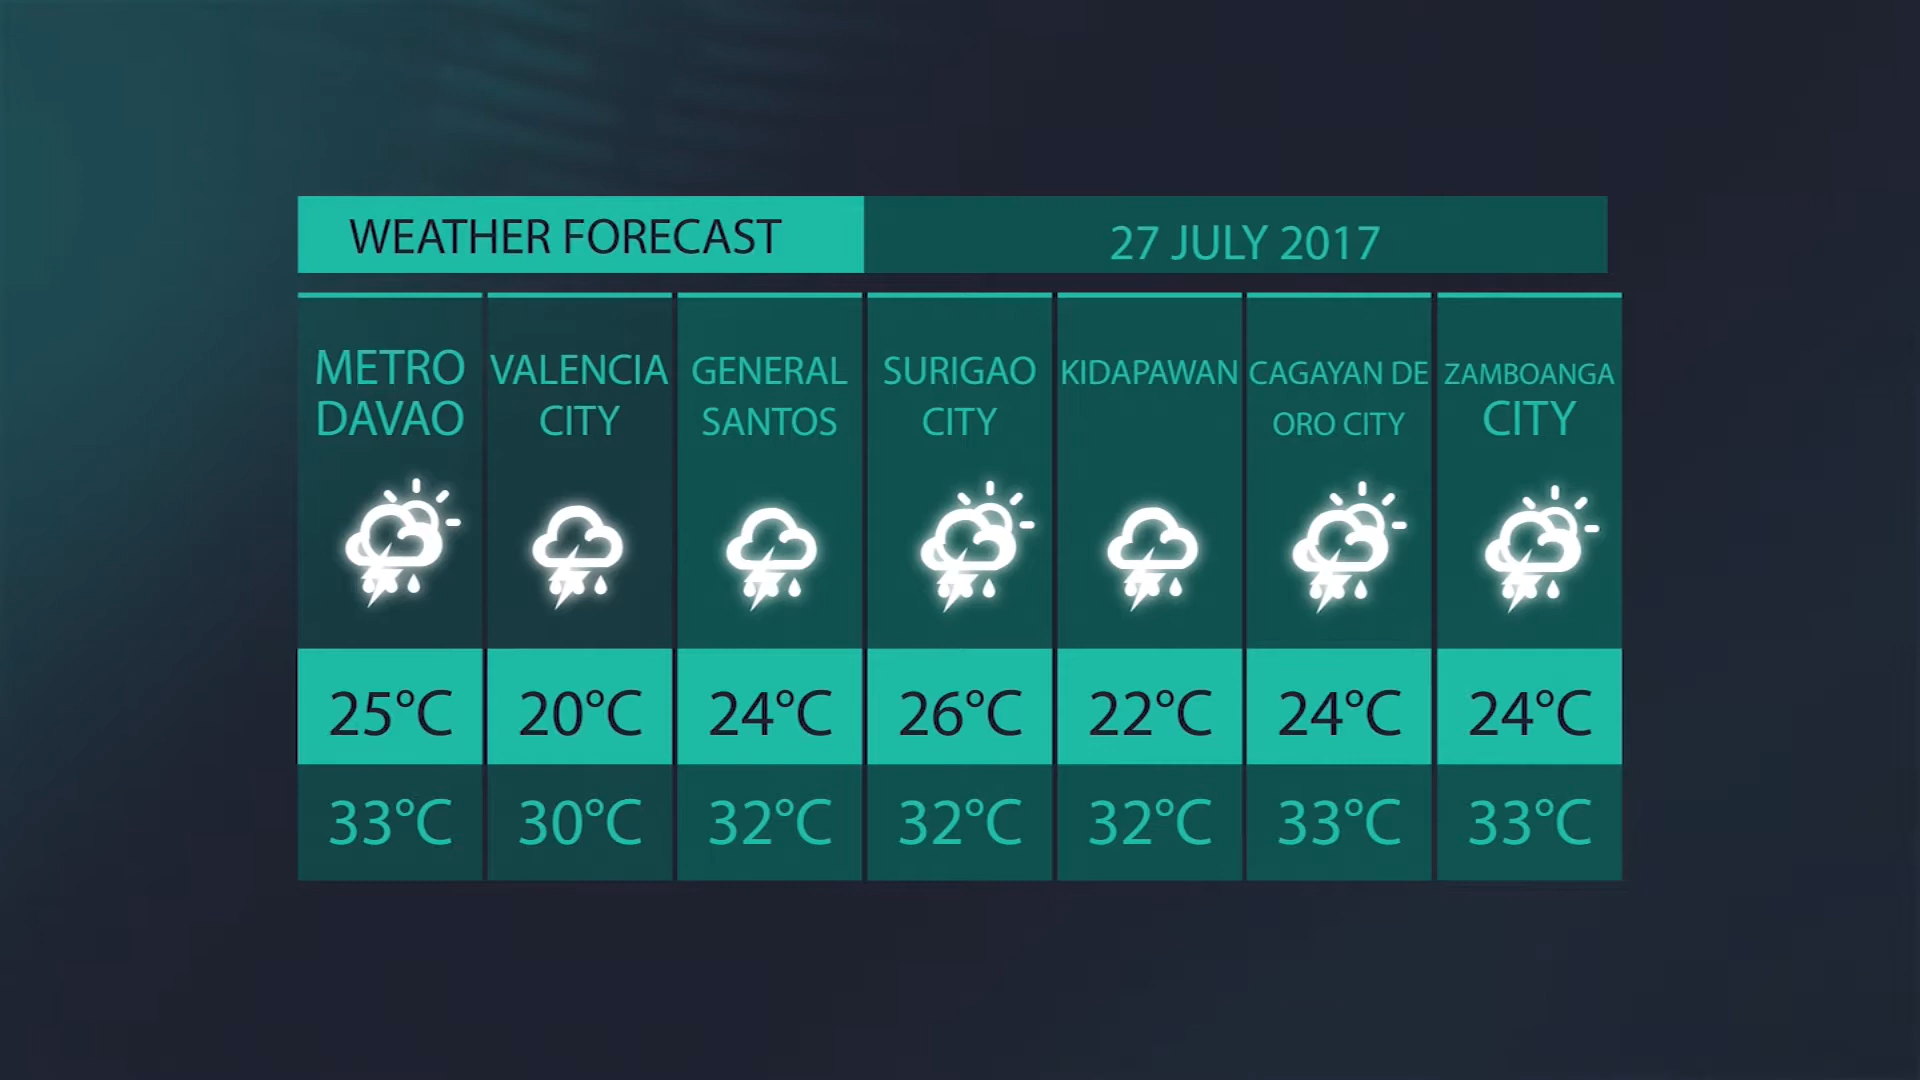 WEATHER FORECAST
27 JULY 2017
METRO
DAVAO
VALENCIA
CITY
GENERAL
SANTOS
SURIGAO
CITY
KIDAPAWAN
CAGAYAN DE
ORO CITY
ZAMBOANGA
CITY
25°C
20°C
24°C
26°C
22°C
24°C
24°C
33°C
30°C
32°C
32°C
32°C
33°C
33°C